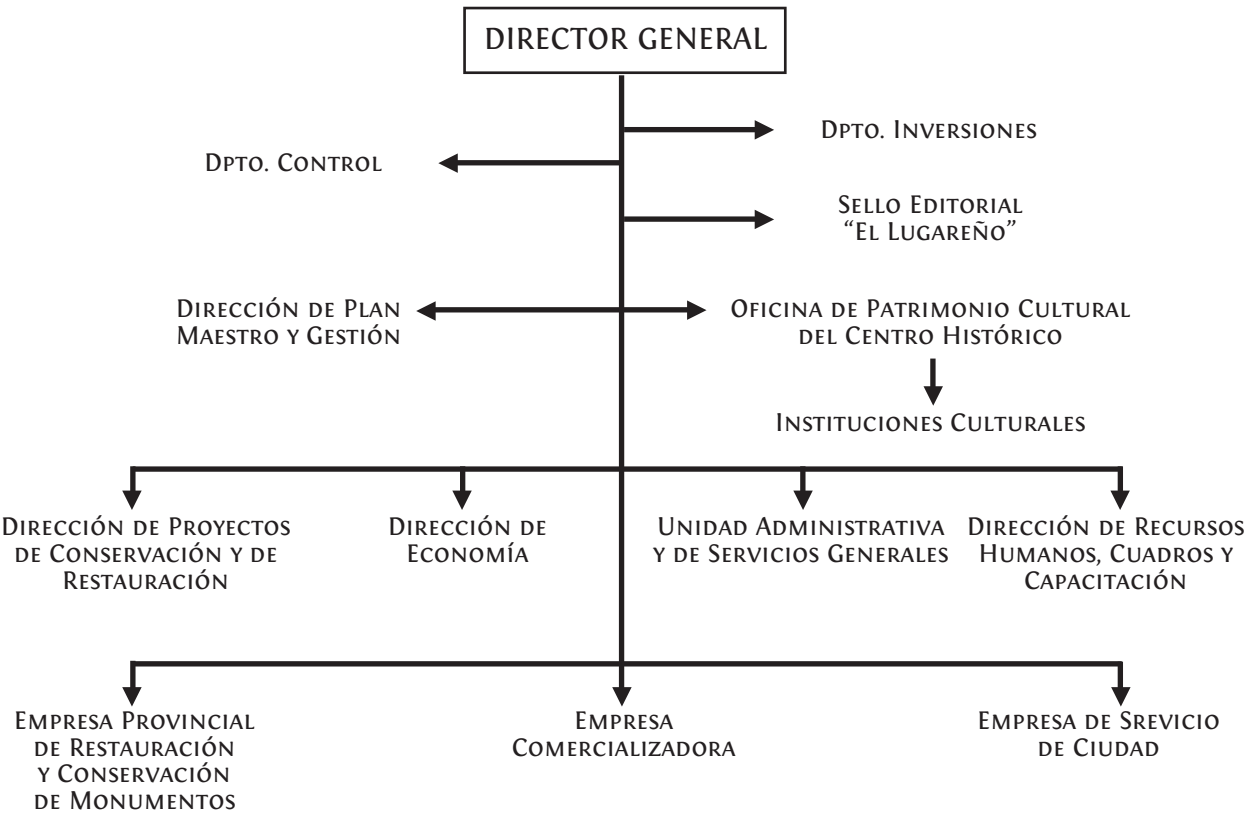 DIRECTOR GENERAL
DPTO. INVERSIONES
DPTO. CONTROL
SELLO EDITORIAL
“EL LUGAREÑO”
DIRECCIÓN DE PLAN
MAESTRO Y GESTIÓN
OFICINA DE PATRIMONIO CULTURAL
DEL CENTRO HISTÓRICO
INSTITUCIONES CULTURALES
DIRECCIÓN DE PROYECTOS
DE CONSERVACIÓN Y DE
RESTAURACIÓN
DIRECCIÓN DE
ECONOMÍA
UNIDAD ADMINISTRATIVA
Y DE SERVICIOS GENERALES
DIRECCIÓN DE RECURSOS
HUMANOS, CUADROS Y
CAPACITACIÓN
EMPRESA PROVINCIAL
DE RESTAURACIÓN
Y CONSERVACIÓN
DE MONUMENTOS
EMPRESA
COMERCIALIZADORA
EMPRESA DE SREVICIO
DE CIUDAD